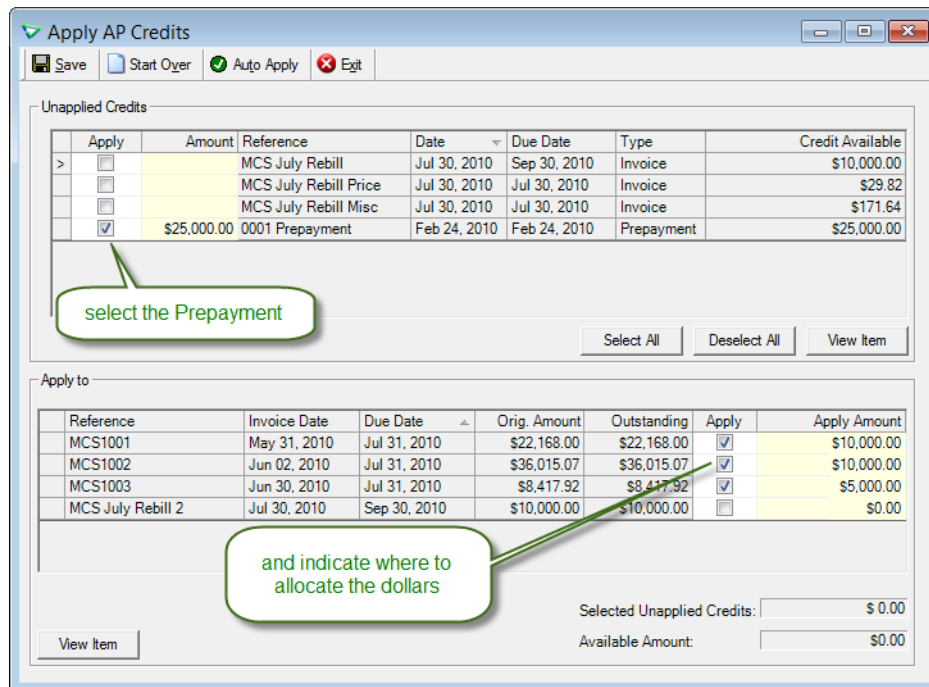 Apply AP Credits
Save Start Over Auto Apply Exit
Unapplied Credits
Apply Amount Reference Date Due Date Type Credit Available
> MCS July Rebill Jul 30, 2010 Sep 30, 2010 Invoice $10,000.00
MCS July Rebill Price Jul 30, 2010 Jul 30, 2010 Invoice $29.82
MCS July Rebill Misc Jul 30, 2010 Jul 30, 2010 Invoice $171.64
$25,000.00 0001 Prepayment Feb 24, 2010 Feb 24, 2010 Prepayment $25,000.00
select the Prepayment
Select All Deselect All View Item
Apply to
Reference Invoice Date Due Date Orig. Amount Outstanding Apply Apply Amount
MCS1001 May 31, 2010 Jul 31, 2010 $22,168.00 $22,168.00 $10,000.00
MCS1002 Jun 02, 2010 Jul 31, 2010 $36,015.07 $36,015.07 $10,000.00
MCS1003 Jun 30, 2010 Jul 31, 2010 $8,417.92 $8,417.92 $5,000.00
MCS July Rebill 2 Jul 30, 2010 Sep 30, 2010 $10,000.00 $10,000.00 $0.00
and indicate where to
allocate the dollars
Selected Unapplied Credits: $ 0.00
View Item Available Amount: $0.00